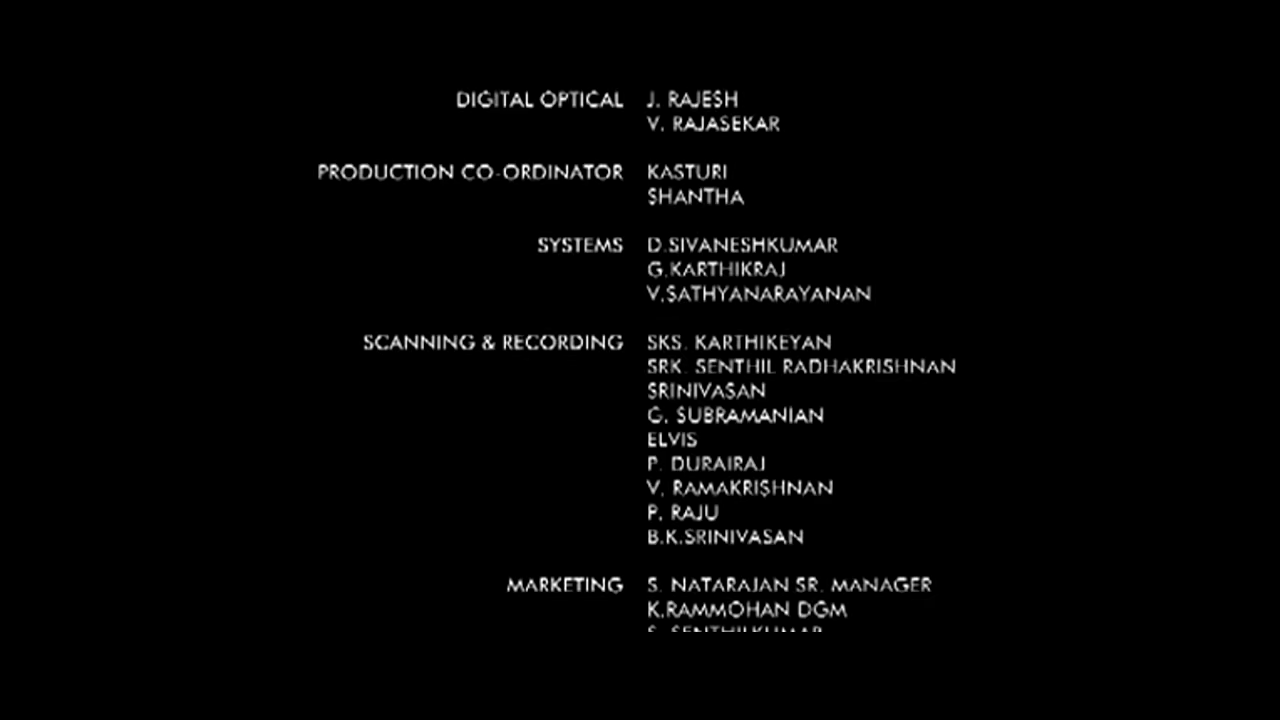 DIGITAL OPTICAL J. RAJESH
V. RAJASEKAR
PRODUCTION CO-ORDINATOR KASTURI
SHANTHA
SYSTEMS D.SIVANESHKUMAR
G.KARTHIKRAJ
V.SATHYANARAYANAN
SCANNING & RECORDING SKS. KARTHIKEYAN
SRK. SENTHIL RADHAKRISHNAN
SRINIVASAN
G. SUBRAMANIAN
ELVIS
P. DURAIRAJ
V. RAMAKRISHNAN
P. RAJU
B.K.SRINIVASAN
MARKETING S. NATARAJAN SR. MANAGER
K.RAMMOHAN DGM
S. SENTHILKUMAR